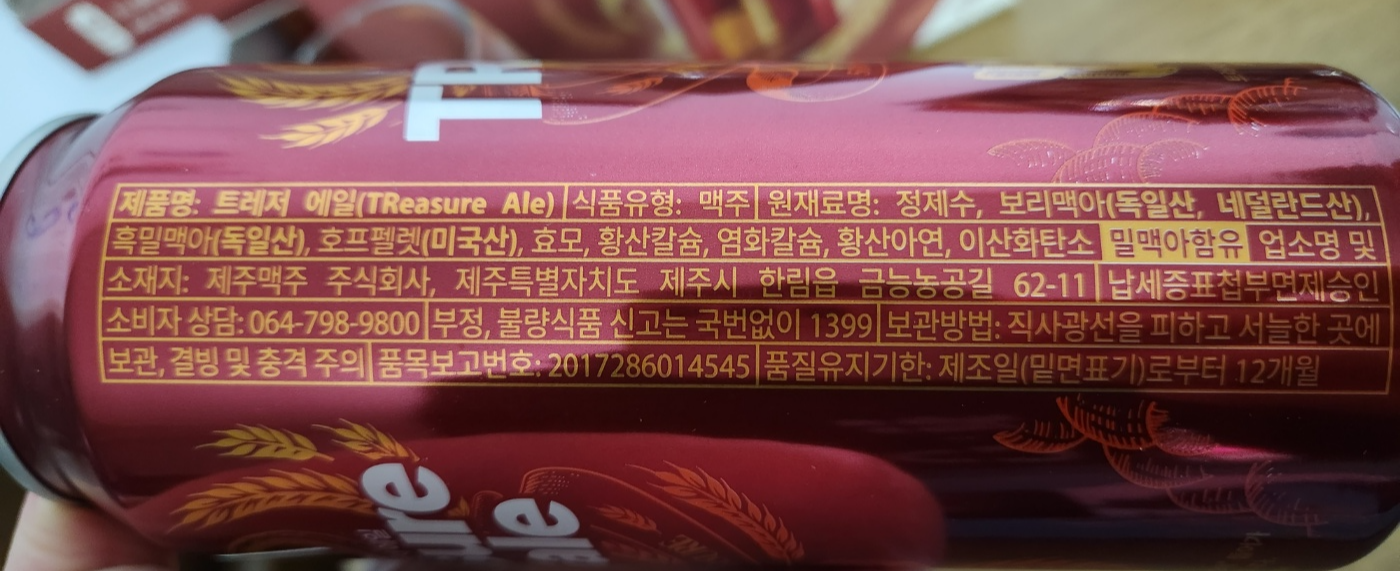 TR
제품명: 트레져 에일(TReasure Ale) 식품유형: 맥주 원재료명: 정제수, 보리맥아(독일산, 네덜란드산),
흑밀맥아(독일산), 호프펠렛(미국산), 효모, 황산칼슘, 염화칼슘, 황산아연, 이산화탄소 밀맥아함유 업소명 및
소재지: 제주맥주 주식회사, 제주특별자치도 제주시 한림읍 금능농공길 62-11 납세증표첩부면제승인
소비자 상담: 064-798-9800 부정, 불량식품 신고는 국번없이 1399 보관방법: 직사광선을 피하고 서늘한 곳에
보관, 결빙 및 충격 주의 품목보고번호: 2017286014545 품질유지기한: 제조일(밑면표기)로부터 12개월
ure
ale